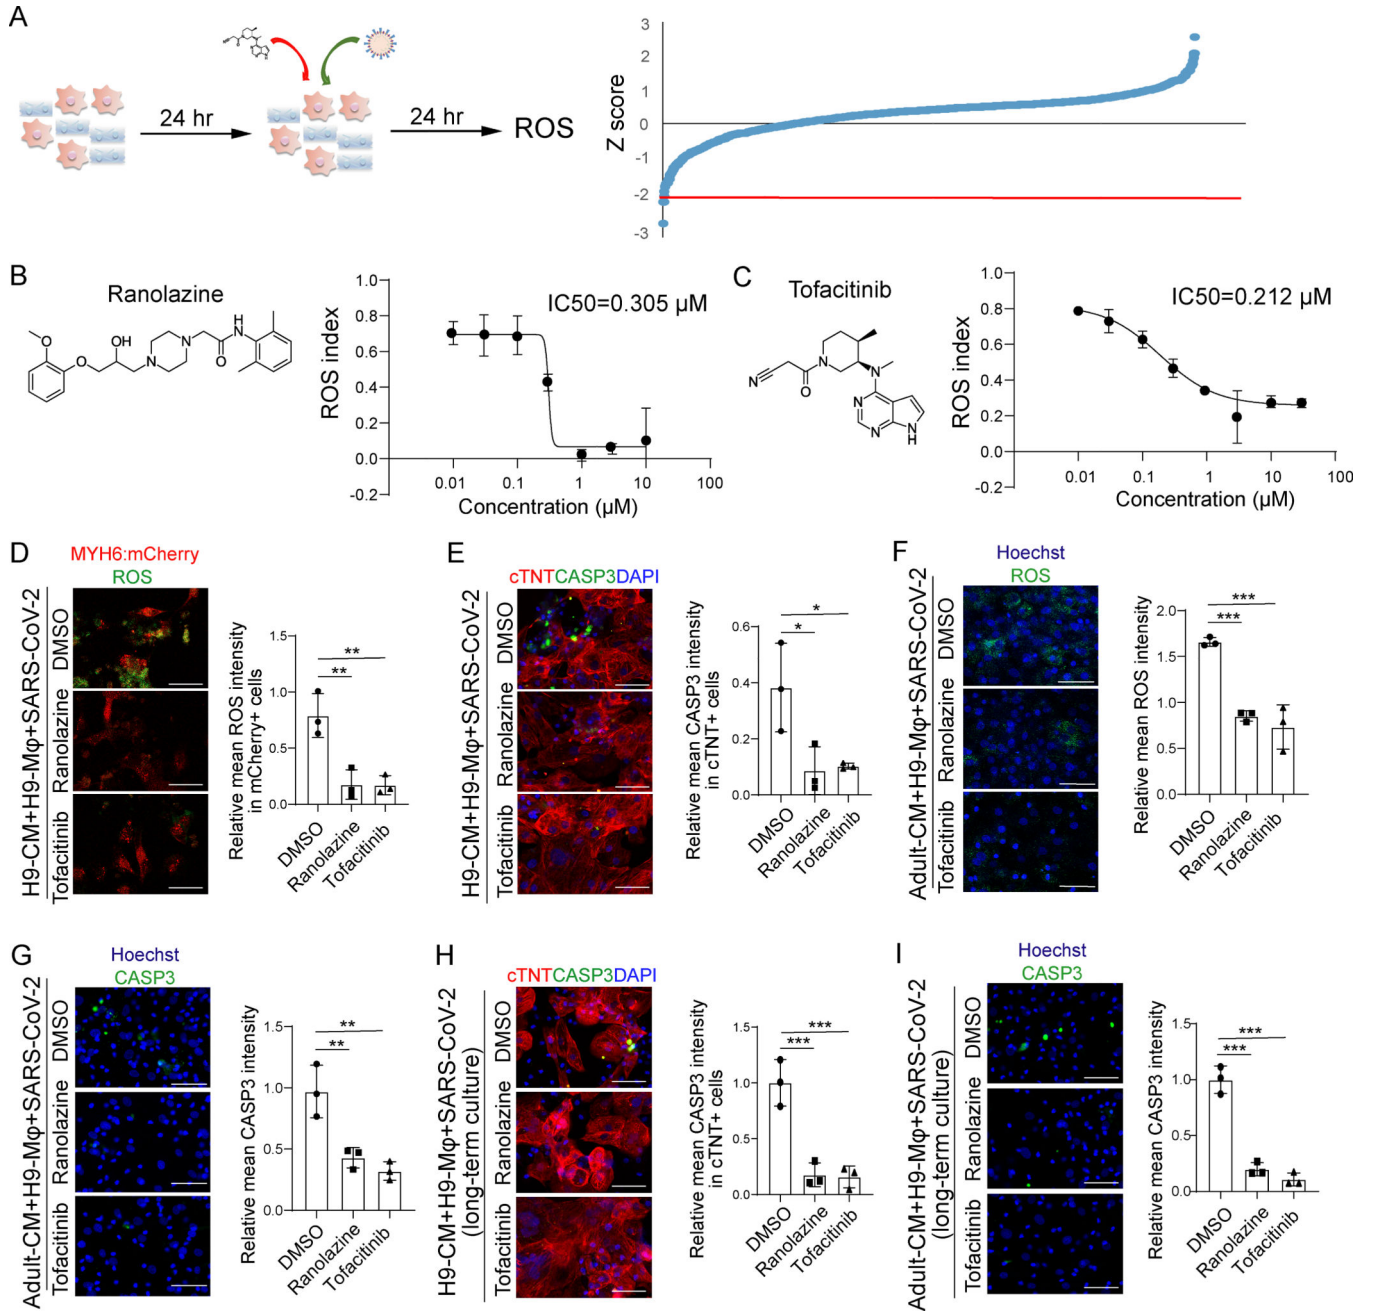 A
24 hr
24 hr
ROS
Z score
3
2
1
0
-1
-2
-3
B
Ranolazine
OH
H
N
O
O
N
N
O
ROS index
1.0
0.8
0.6
0.4
0.2
0.0
-0.2
IC50=0.305 µM
0.01
0.1
1
10
100
Concentration (µM)
C
Tofacitinib
N
N
O
N
N
N
N
H
ROS index
1.0
0.8
0.6
0.4
0.2
0.0
-0.2
IC50=0.212 µM
0.01
0.1
1
10
100
Concentration (µM)
D
MYH6:mCherry
ROS
H9-CM+H9-Mφ+SARS-CoV-2
DMSO
Ranolazine
Tofacitinib
Relative mean ROS intensity
in mCherry+ cells
1.5
1.0
0.5
0.0
**
**
DMSO
Ranolazine
Tofacitinib
E
cTNTCASP3DAPI
H9-CM+H9-Mφ+SARS-CoV-2
DMSO
Ranolazine
Tofacitinib
Relative mean CASP3 intensity
in cTNT+ cells
0.6
0.4
0.2
0.0
*
*
DMSO
Ranolazine
Tofacitinib
F
Hoechst
ROS
Adult-CM+H9-Mφ+SARS-CoV-2
DMSO
Ranolazine
Tofacitinib
Relative mean ROS intensity
2.0
1.5
1.0
0.5
0.0
***
***
DMSO
Ranolazine
Tofacitinib
G
Hoechst
CASP3
Adult-CM+H9-Mφ+SARS-CoV-2
DMSO
Ranolazine
Tofacitinib
Relative mean CASP3 intensity
1.5
1.0
0.5
0.0
**
**
DMSO
Ranolazine
Tofacitinib
H
cTNTCASP3DAPI
H9-CM+H9-Mφ+SARS-CoV-2
(long-term culture)
DMSO
Ranolazine
Tofacitinib
Relative mean CASP3 intensity
in cTNT+ cells
1.5
1.0
0.5
0.0
***
***
DMSO
Ranolazine
Tofacitinib
I
Hoechst
CASP3
Adult-CM+H9-Mφ+SARS-CoV-2
(long-term culture)
DMSO
Ranolazine
Tofacitinib
Relative mean CASP3 intensity
1.5
1.0
0.5
0.0
***
***
DMSO
Ranolazine
Tofacitinib